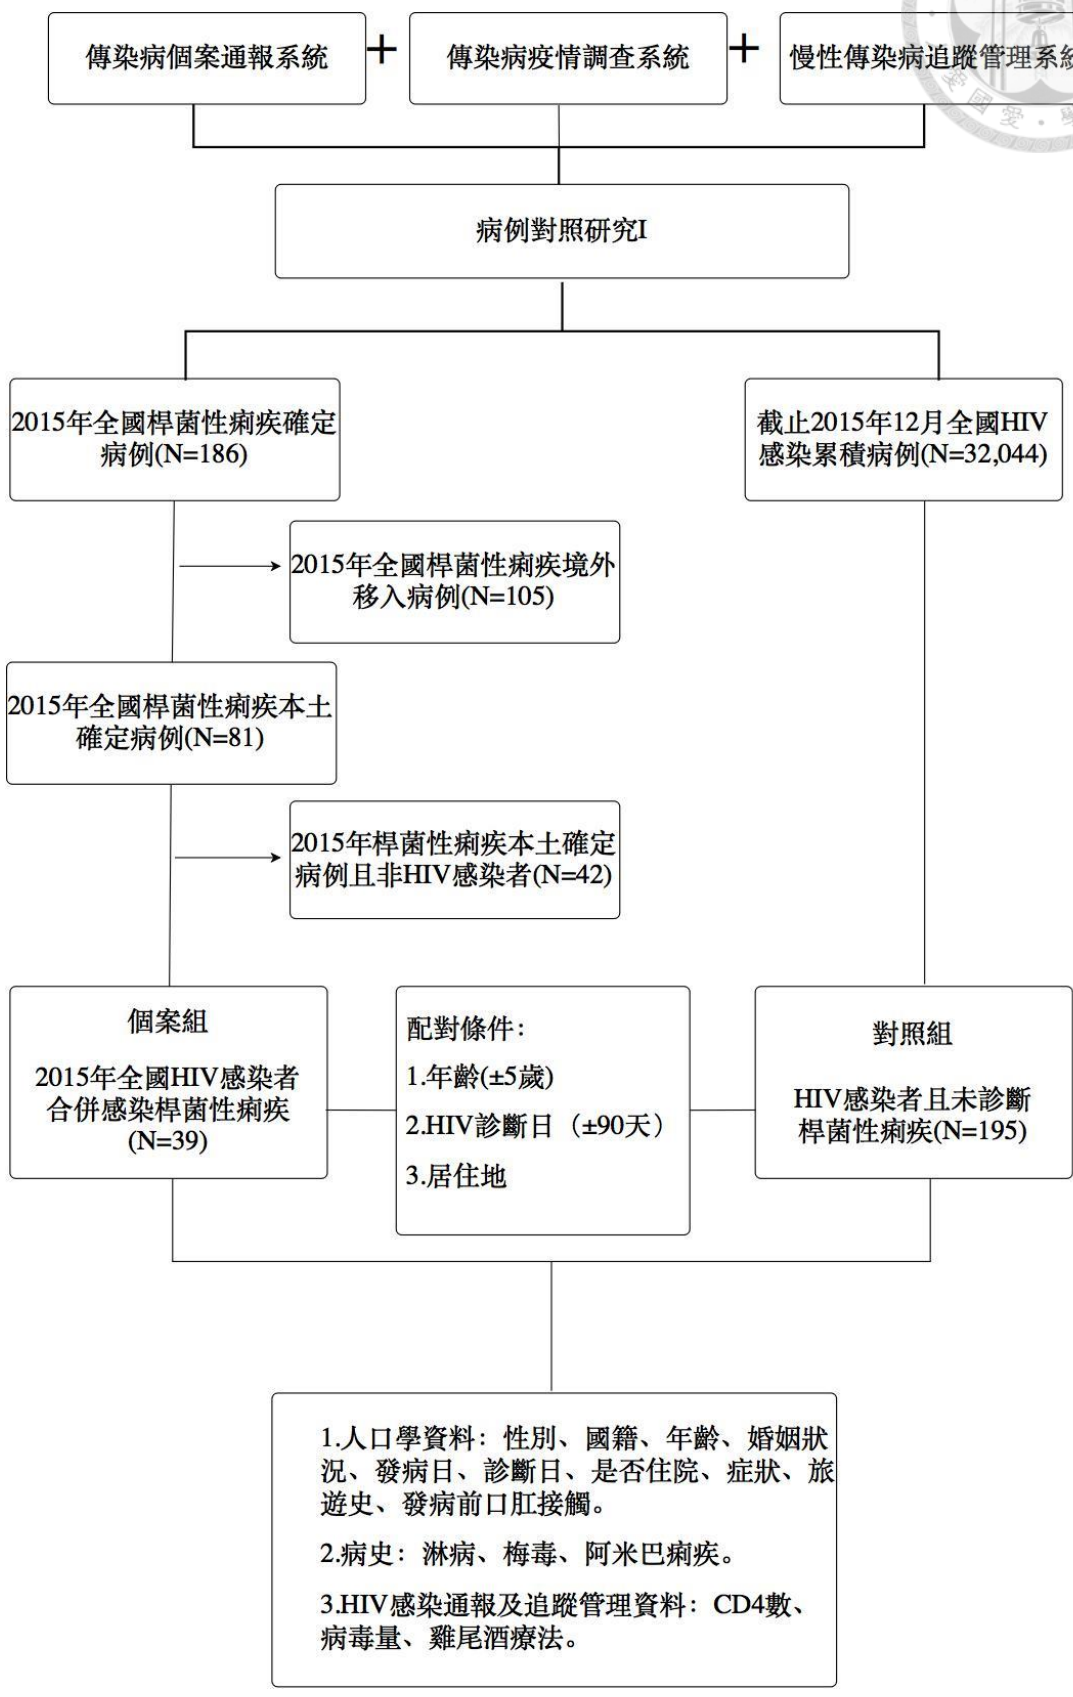 傳染病個案通報系統
+
傳染病疫情調查系統
+
慢性傳染病追蹤管理系統
愛國愛・學
病例對照研究I
2015年全國桿菌性痢疾確定
病例(N=186)
截止2015年12月全國HIV
感染累積病例(N=32,044)
2015年全國桿菌性痢疾境外
移入病例(N=105)
2015年全國桿菌性痢疾本土
確定病例(N=81)
2015年桿菌性痢疾本土確定
病例且非HIV感染者(N=42)
個案組
2015年全國HIV感染者
合併感染桿菌性痢疾
(N=39)
配對條件：
1.年齡(±5歲)
2.HIV診斷日（±90天）
3.居住地
對照組
HIV感染者且未診斷
桿菌性痢疾(N=195)
1.人口學資料：性別、國籍、年齡、婚姻狀
況、發病日、診斷日、是否住院、症狀、旅
遊史、發病前口肛接觸。
2.病史：淋病、梅毒、阿米巴痢疾。
3.HIV感染通報及追蹤管理資料：CD4數、
病毒量、雞尾酒療法。